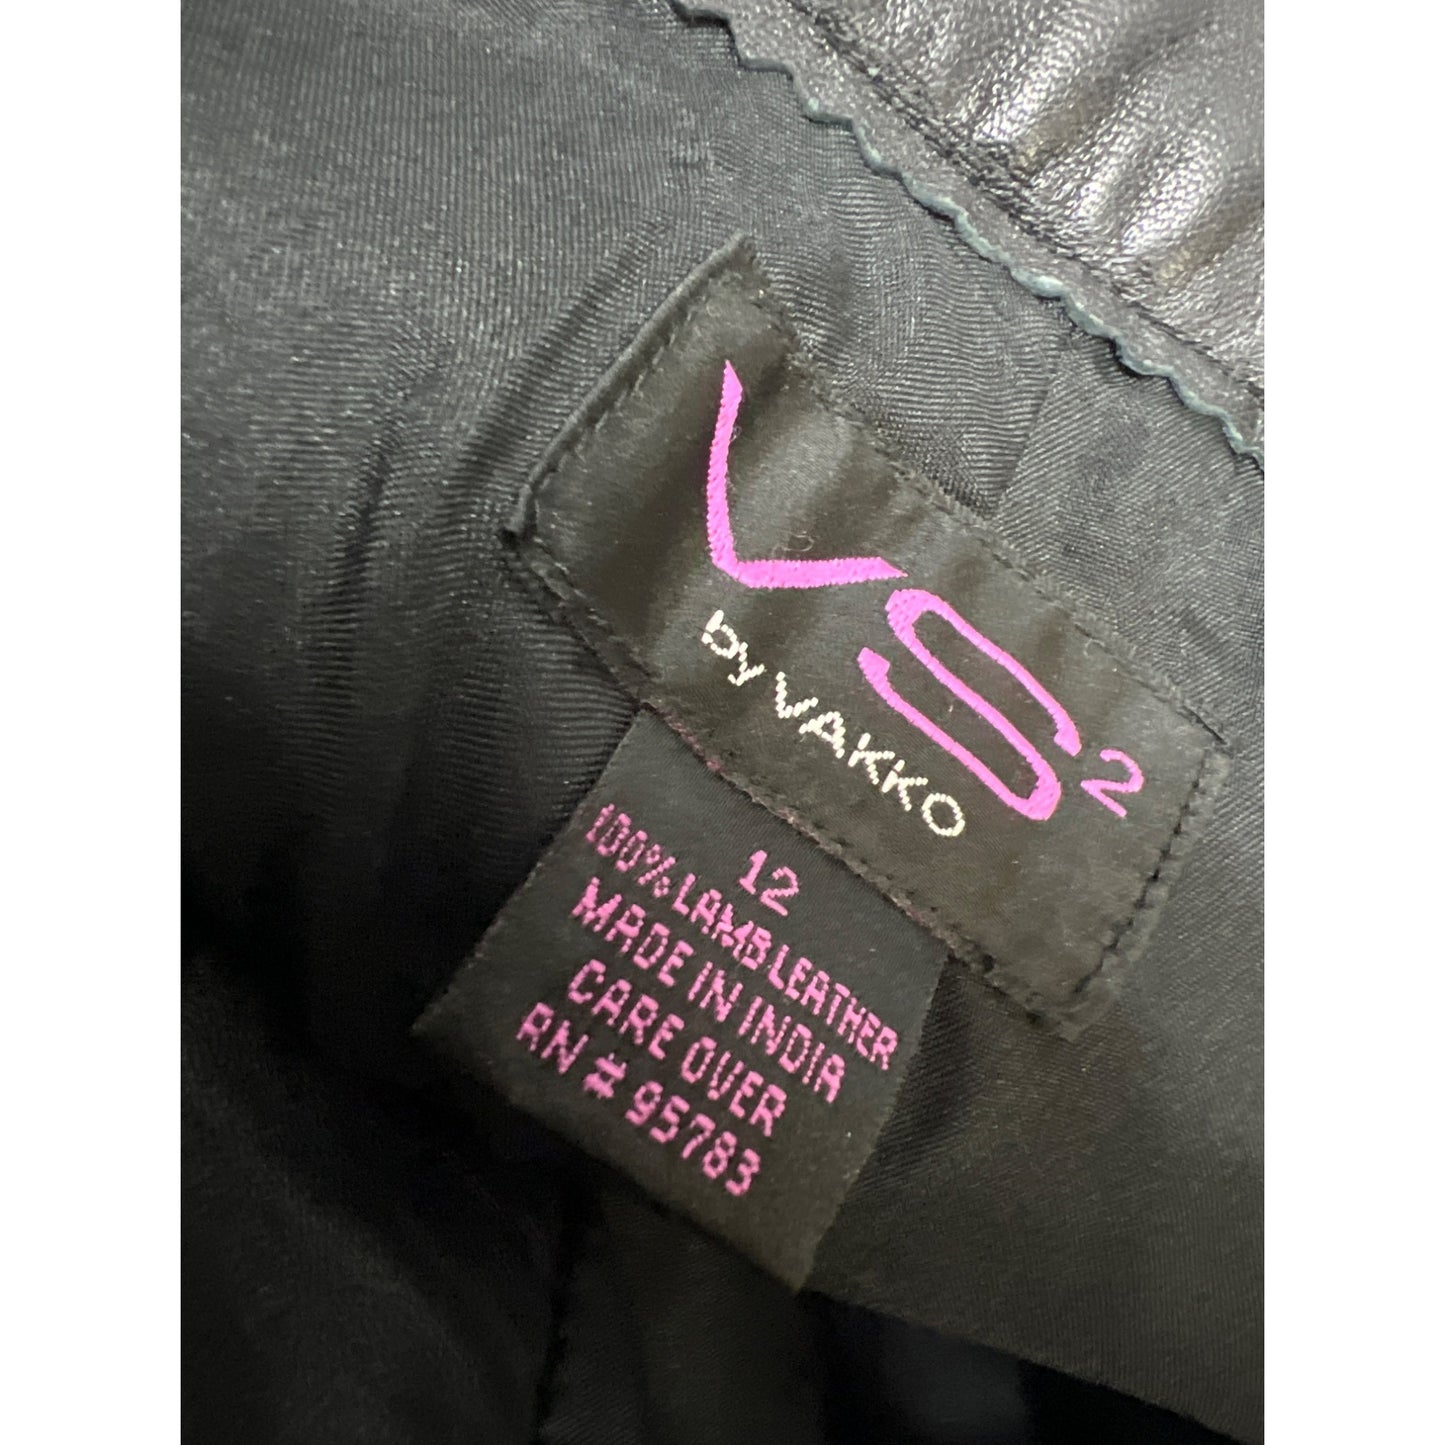 VS2
by VAKKO
12
100% LAMB LEATHER
MADE IN INDIA
CARE OVER
RN # 95783